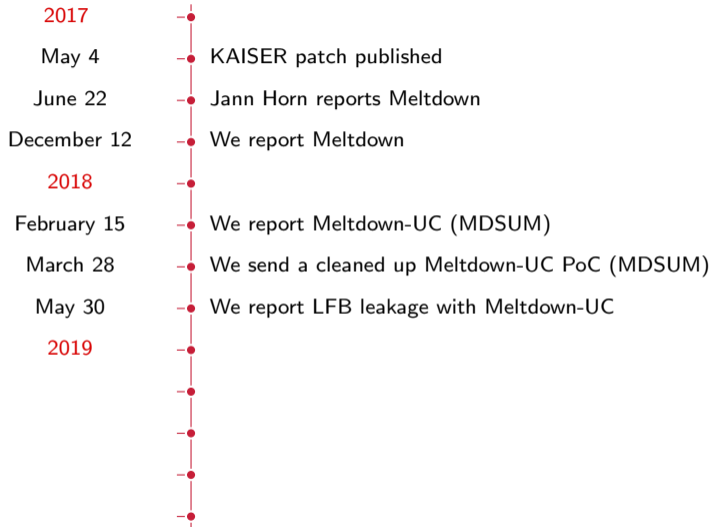 2017
May 4 KAISER patch published
June 22 Jann Horn reports Meltdown
December 12 We report Meltdown
2018
February 15 We report Meltdown-UC (MDSUM)
March 28 We send a cleaned up Meltdown-UC PoC (MDSUM)
May 30 We report LFB leakage with Meltdown-UC
2019